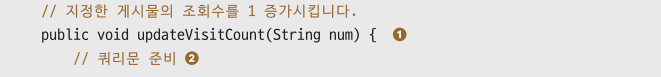 // 지정한 게시물의 조회수를 1 증가시킵니다.
public void updateVisitCount(String num) { ❶
// 쿼리문 준비 ❷